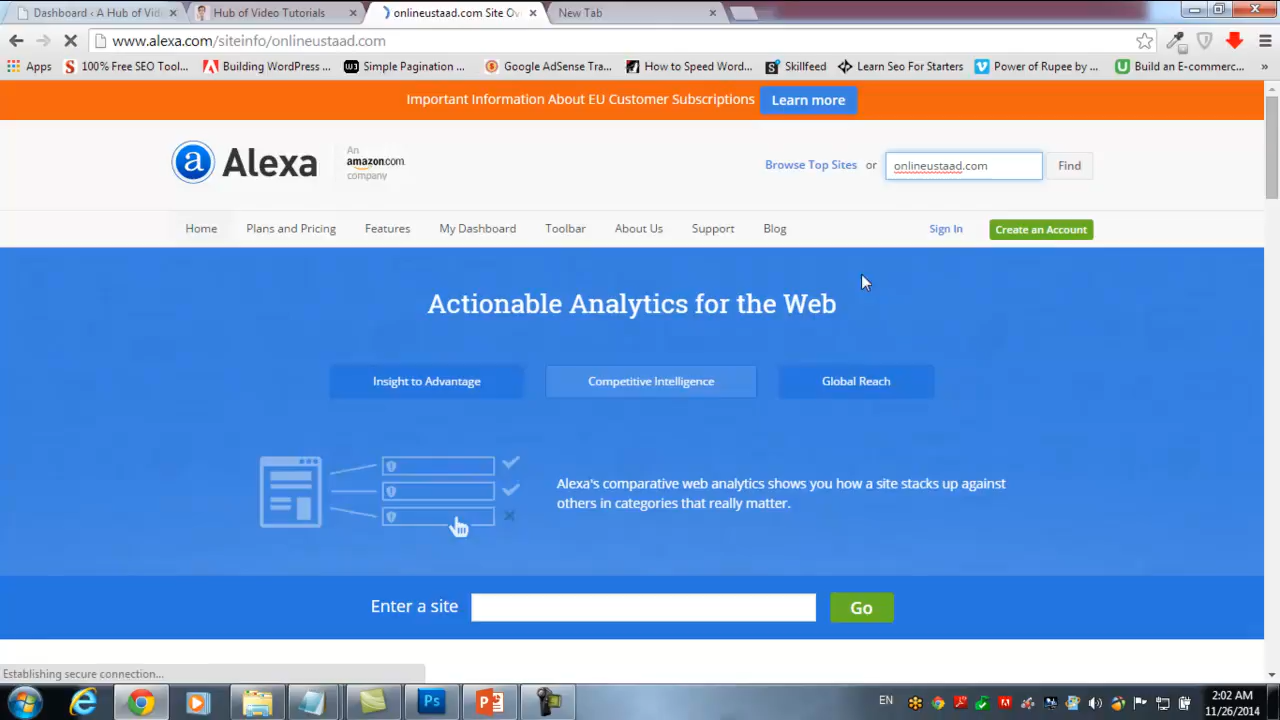 Dashboard ‹ A Hub of Vid
Hub of Video Tutorials
onlineustaad.com Site Ov
New Tab
www.alexa.com/siteinfo/onlineustaad.com
Apps
100% Free SEO Tool...
Building WordPress ...
Simple Pagination ...
Google AdSense Tra...
How to Speed Word...
Skillfeed
Learn Seo For Starters
Power of Rupee by ...
Build an E-commerc...
»
Important Information About EU Customer Subscriptions
Learn more
a Alexa
An
amazon.com
company
Browse Top Sites or
onlineustaad.com
Find
Home
Plans and Pricing
Features
My Dashboard
Toolbar
About Us
Support
Blog
Sign In
Create an Account
Actionable Analytics for the Web
Insight to Advantage
Competitive Intelligence
Global Reach
Alexa's comparative web analytics shows you how a site stacks up against
others in categories that really matter.
Enter a site
Go
Establishing secure connection...
Ps
EN
2:02 AM
11/26/2014